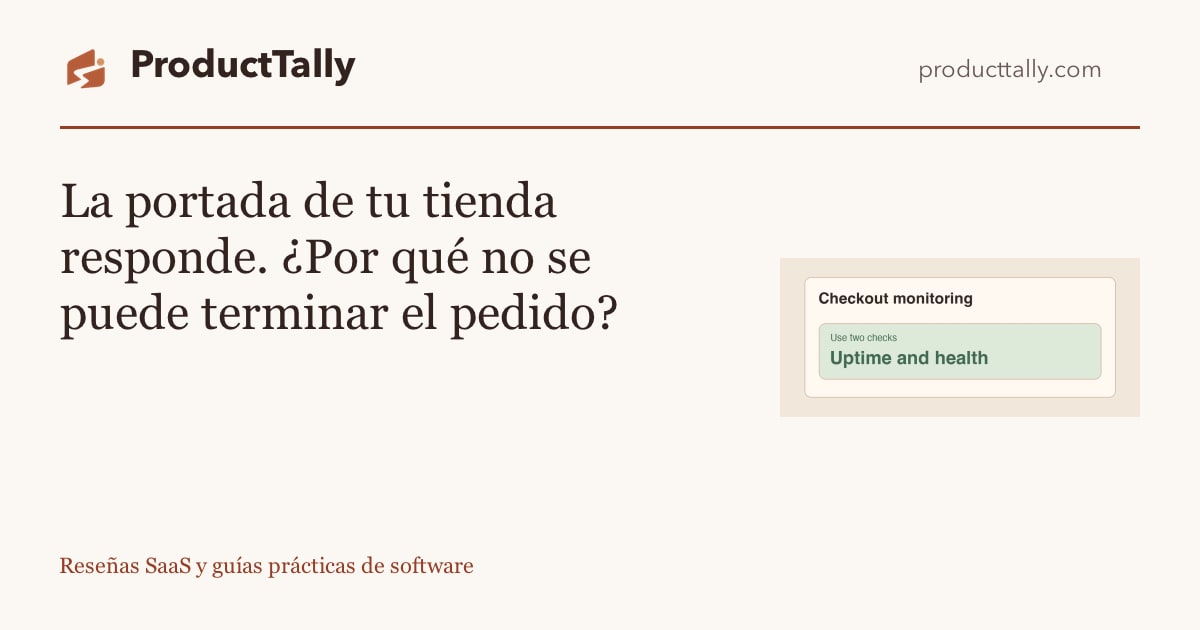 ProductTally
producttally.com
La portada de tu tienda
responde. ¿Por qué no se
puede terminar el pedido?
Checkout monitoring
Use two checks
Uptime and health
Reseñas SaaS y guías prácticas de software